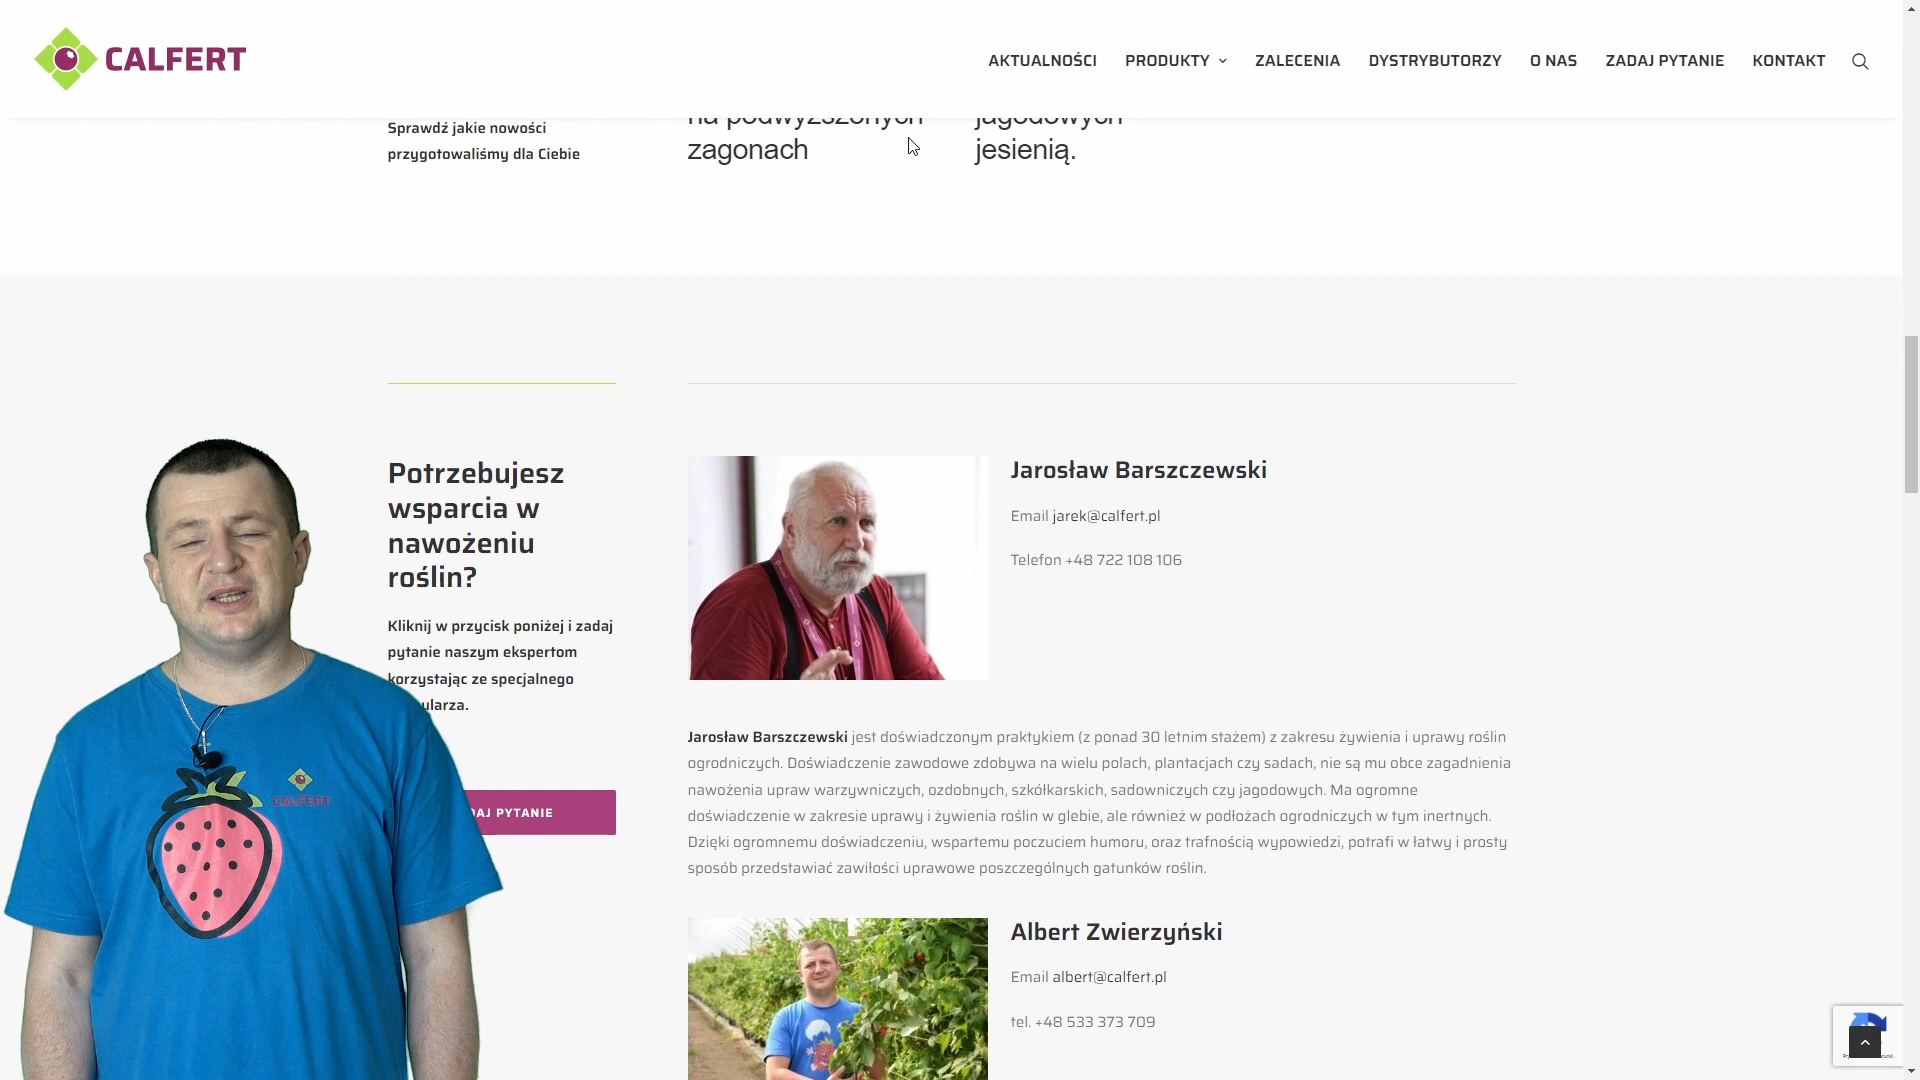 CALFERT
AKTUALNOŚCI PRODUKTY ZALECENIA DYSTRYBUTORZY O NAS ZADAJ PYTANIE KONTAKT
Sprawdź jakie nowości
przygotowaliśmy dla Ciebie
na podwyższonych
zagonach
jagodowych
jesienią.
Potrzebujesz
wsparcia w
nawożeniu
roślin?
Kliknij w przycisk poniżej i zadaj
pytanie naszym ekspertom
korzystając ze specjalnego
ularza.
DAJ PYTANIE
CALFERT
Jarosław Barszczewski
Email jarek@calfert.pl
Telefon +48 722 108 106
Jarosław Barszczewski jest doświadczonym praktykiem (z ponad 30 letnim stażem) z zakresu żywienia i uprawy roślin
ogrodniczych. Doświadczenie zawodowe zdobywa na wielu polach, plantacjach czy sadach, nie są mu obce zagadnienia
nawożenia upraw warzywniczych, ozdobnych, szkółkarskich, sadowniczych czy jagodowych. Ma ogromne
doświadczenie w zakresie uprawy i żywienia roślin w glebie, ale również w podłożach ogrodniczych w tym inertnych.
Dzięki ogromnemu doświadczeniu, wspartemu poczuciem humoru, oraz trafnością wypowiedzi, potrafi w łatwy i prosty
sposób przedstawiać zawiłości uprawowe poszczególnych gatunków roślin.
Albert Zwierzyński
Email albert@calfert.pl
tel. +48 533 373 709